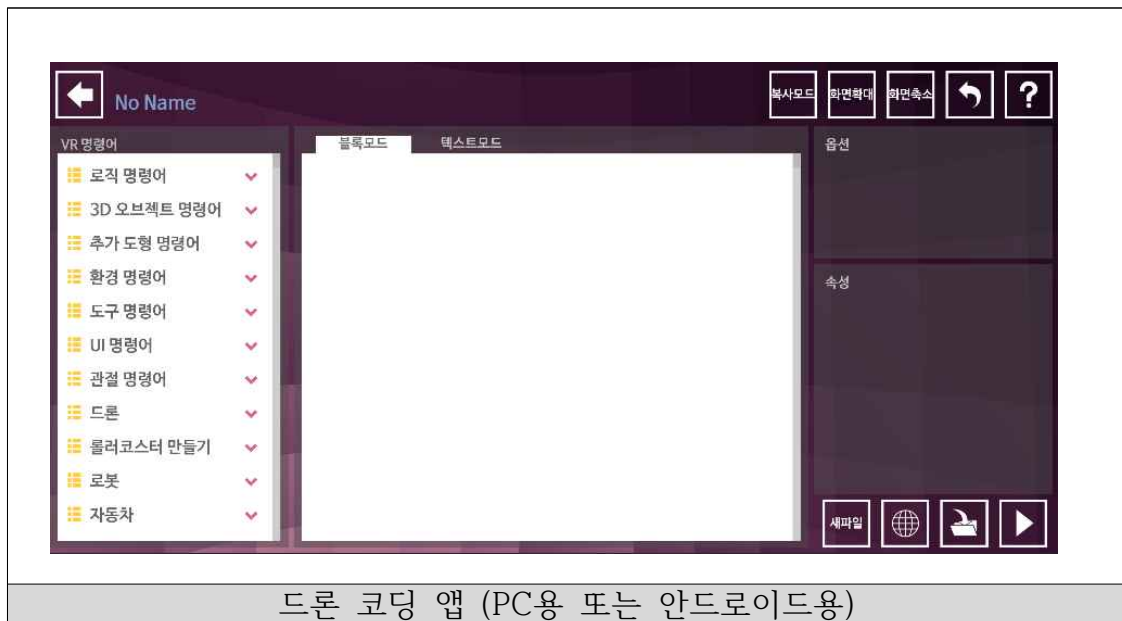 No Name
복사모드 화면확대 화면축소 ?
VR 명령어
블록모드 텍스트모드
옵션
로직 명령어
3D 오브젝트 명령어
추가 도형 명령어
환경 명령어
속성
도구 명령어
UI 명령어
관절 명령어
드론
롤러코스터 만들기
로봇
자동차
새파일
드론 코딩 앱 (PC용 또는 안드로이드용)